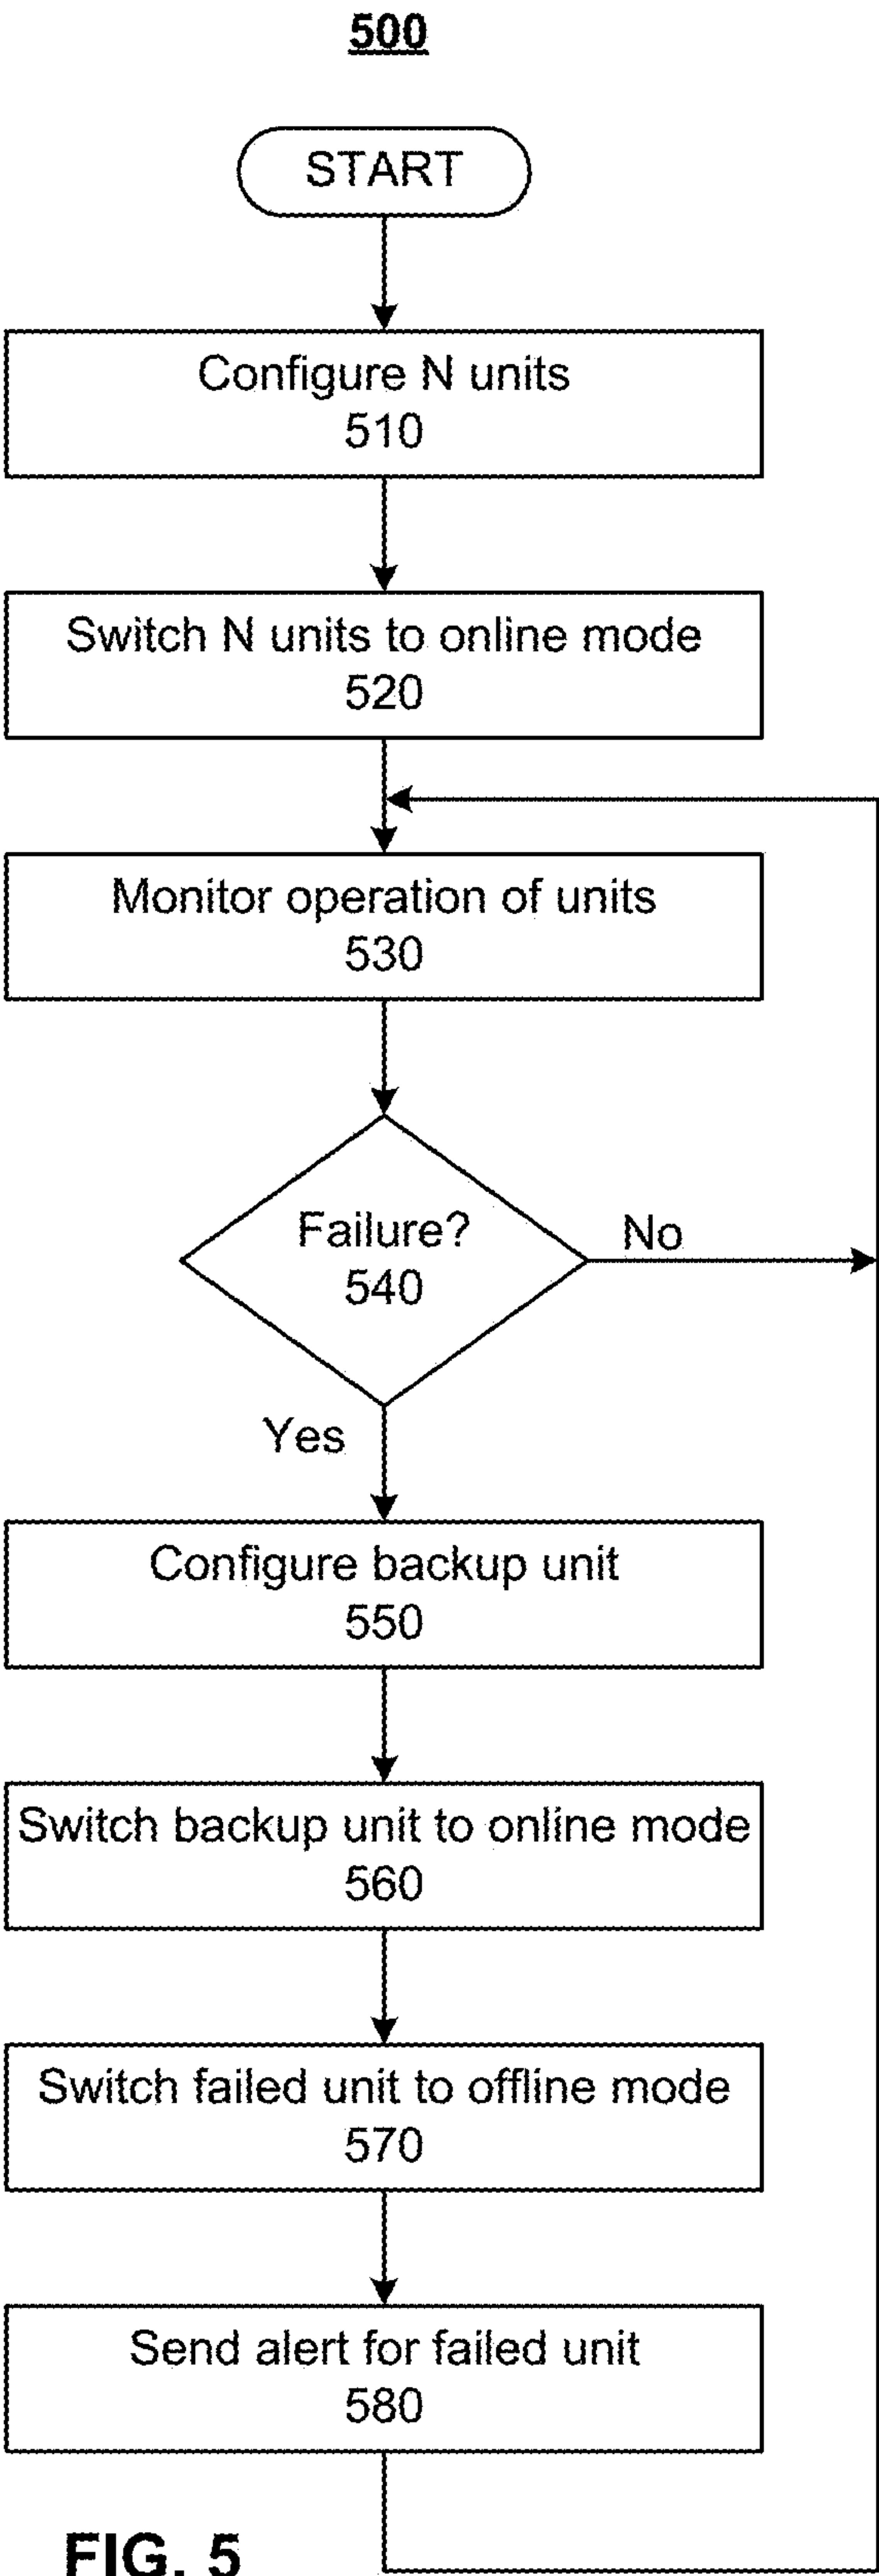 500
START
Configure N units
510
Switch N units to online mode
520
Monitor operation of units
530
Failure?
540
No
Yes
Configure backup unit
550
Switch backup unit to online mode
560
Switch failed unit to offline mode
570
Send alert for failed unit
580
FIG. 5